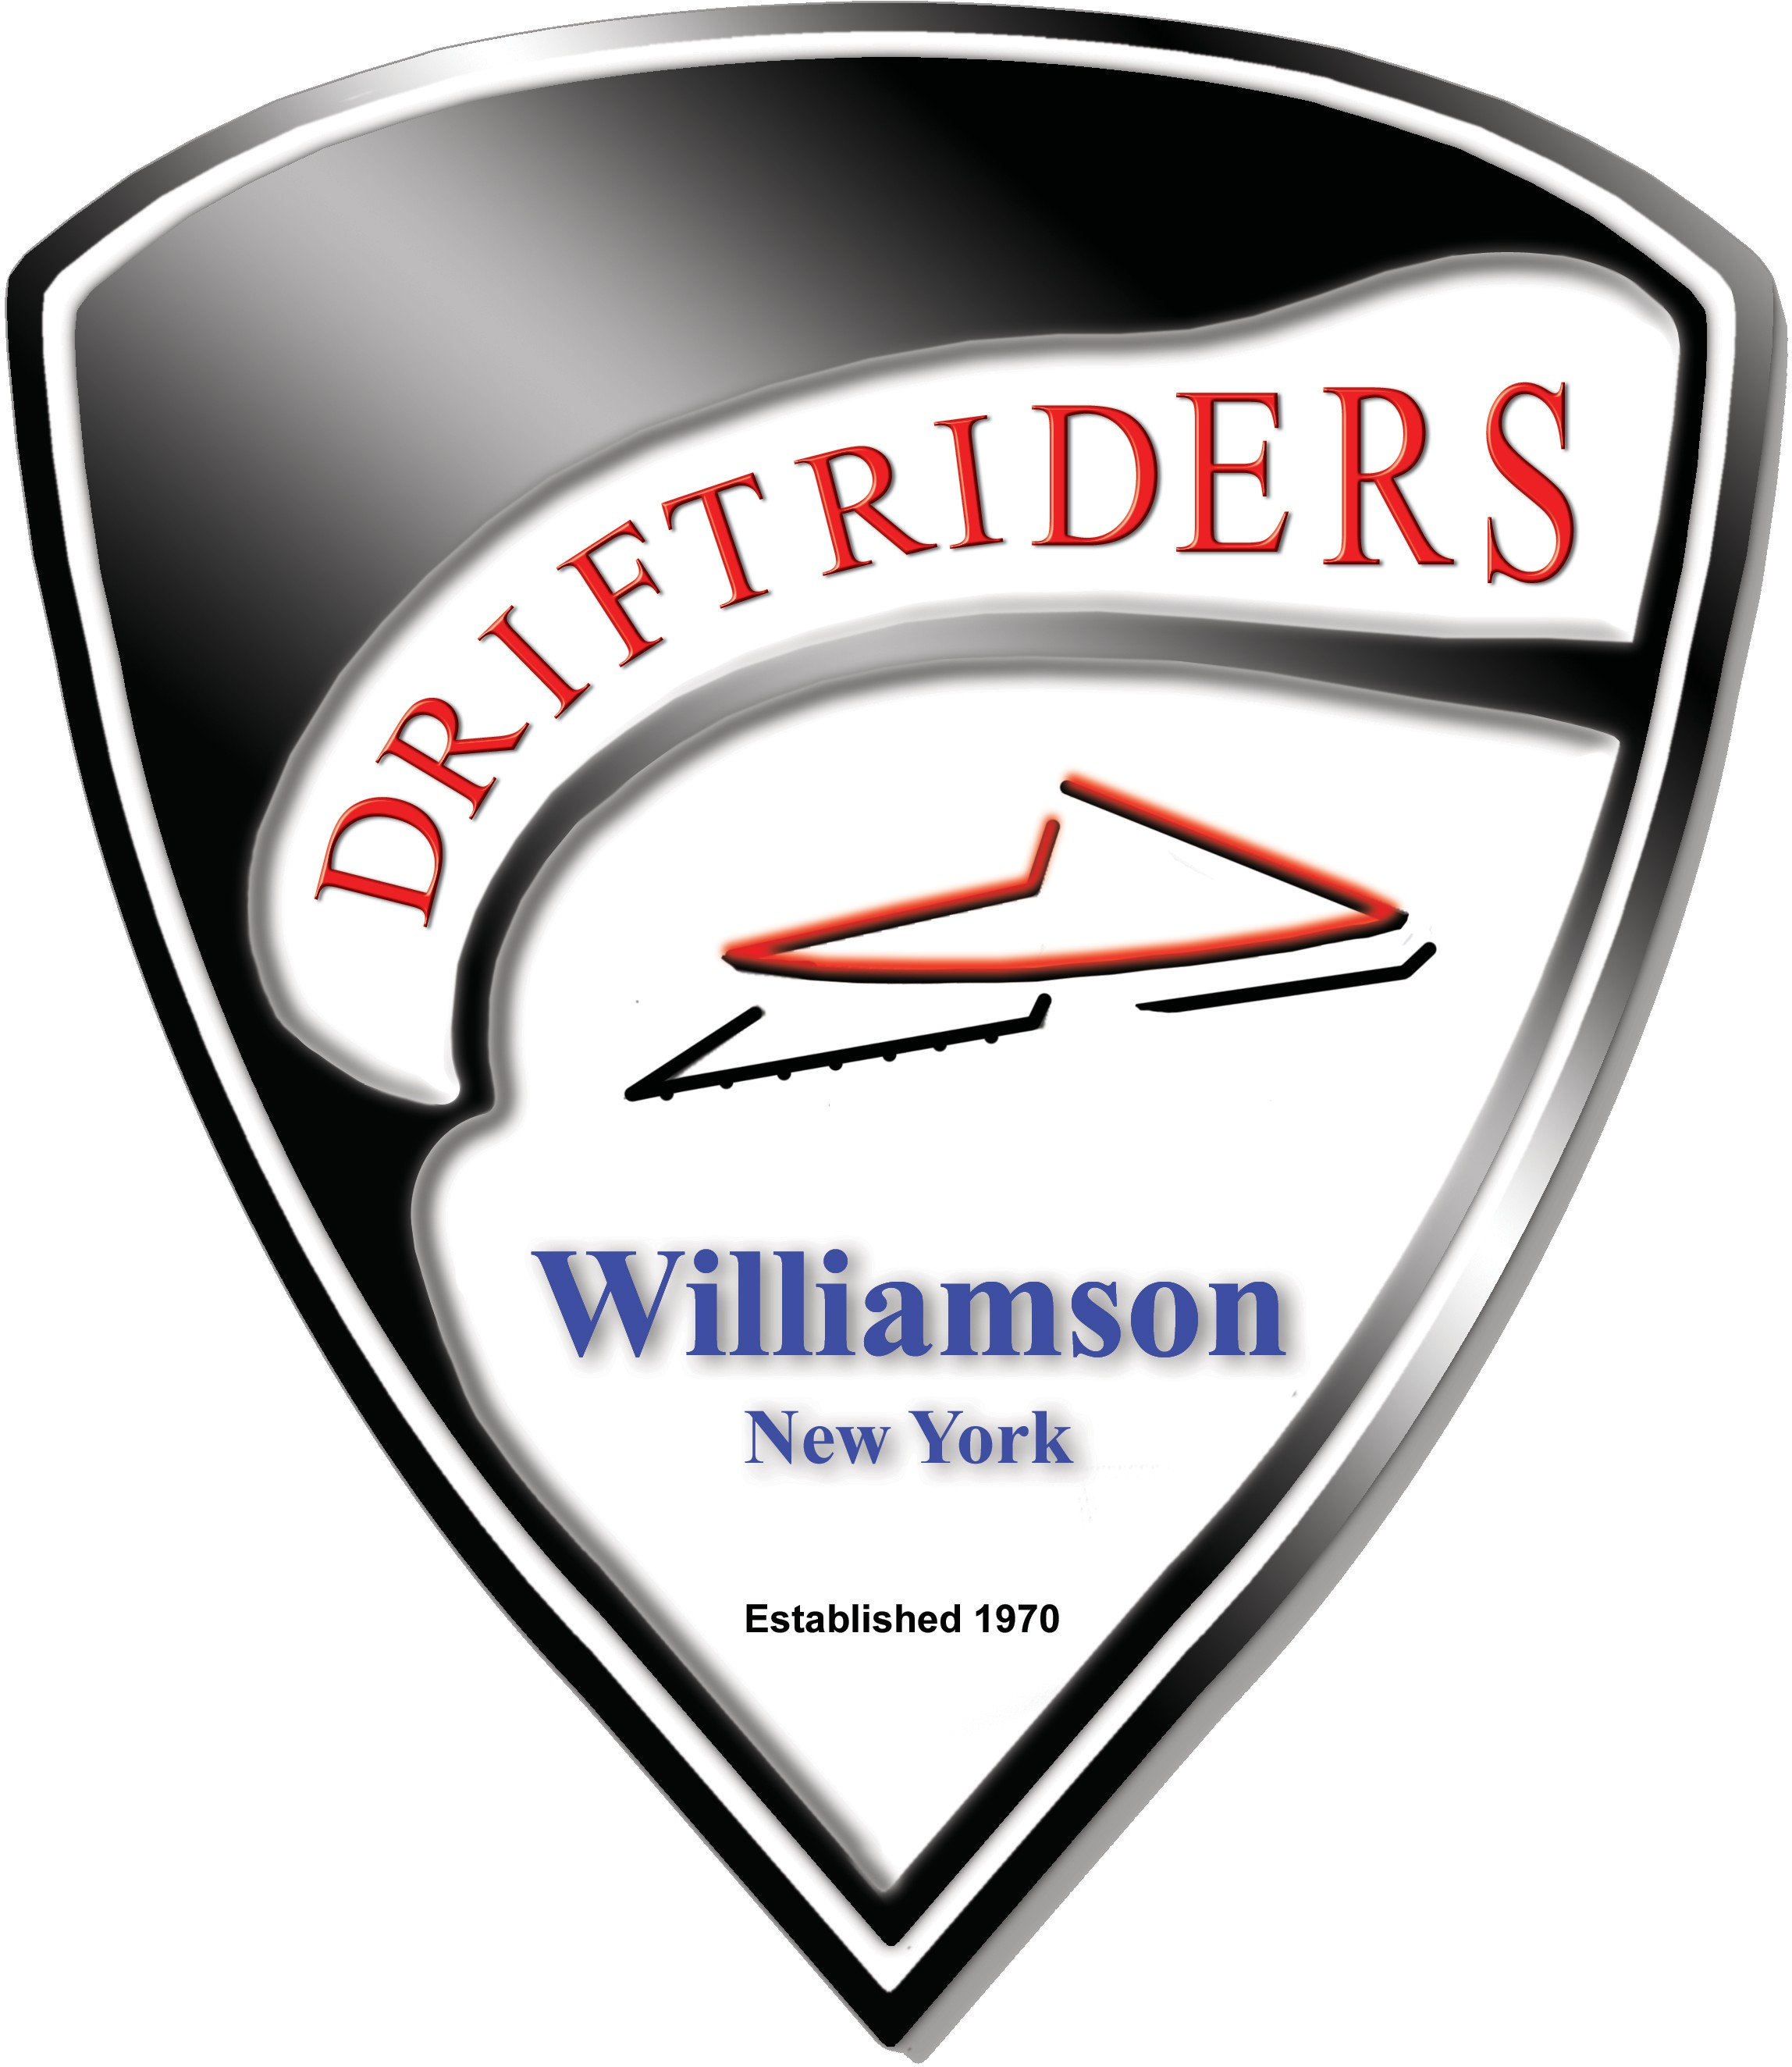 DRIFTRIDERS
Williamson
New York
Established 1970